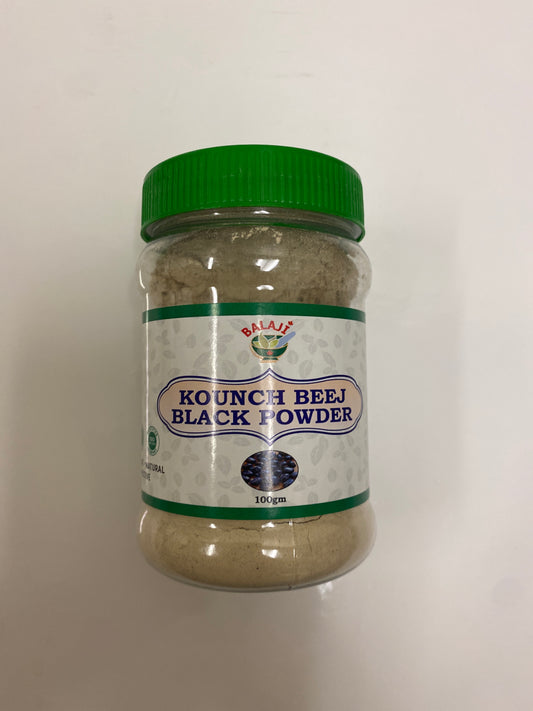 BALAJI
KOUNCH BEEJ
BLACK POWDER
NATURAL
100gm